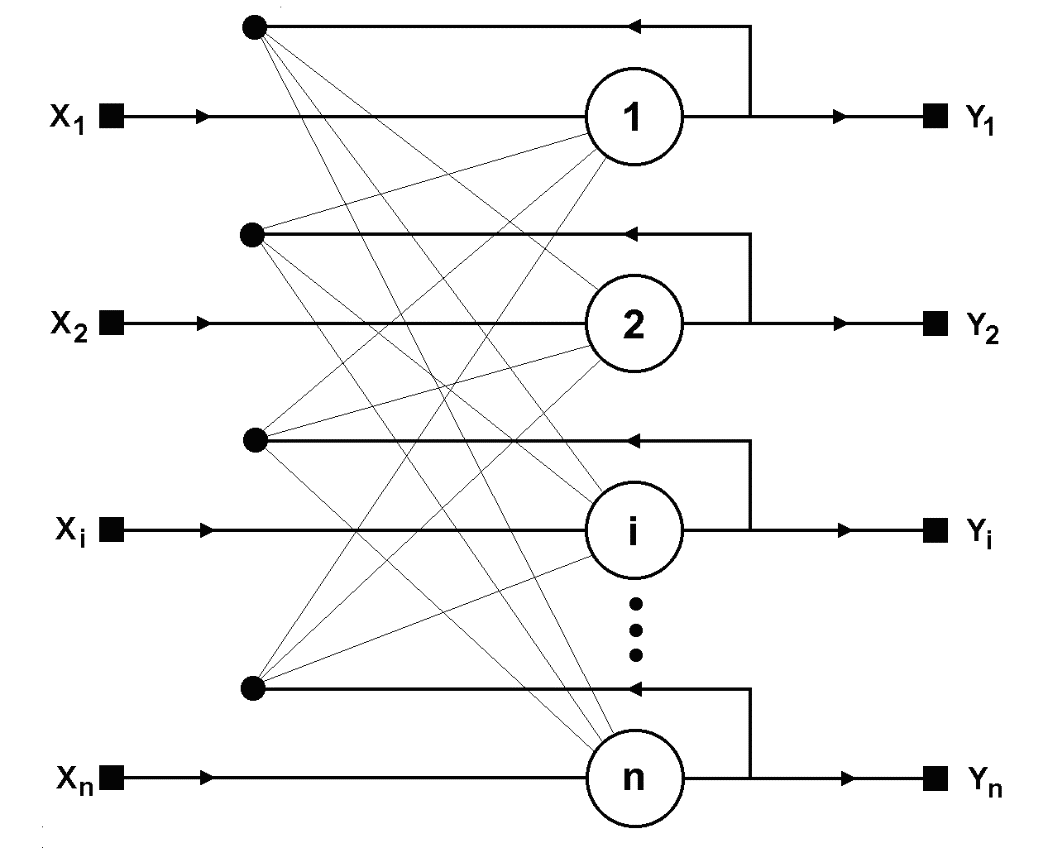 X1 1 Y1
X2 2 Y2
Xi i Yi
Xn n Yn